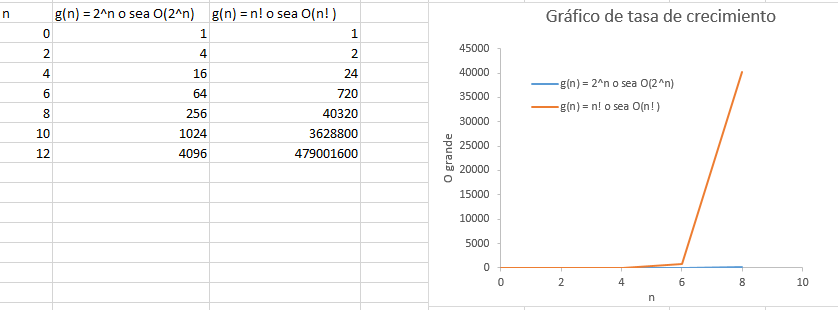 n g(n) = 2^n o sea O(2^n) g(n) = n! o sea O(n! )
0 1 1
2 4 2
4 16 24
6 64 720
8 256 40320
10 1024 3628800
12 4096 479001600
Gráfico de tasa de crecimiento
45000
40000
35000
30000
25000
20000
15000
10000
5000
0
O grande
g(n) = 2^n o sea O(2^n)
g(n) = n! o sea O(n! )
0 2 4 6 8 10
n